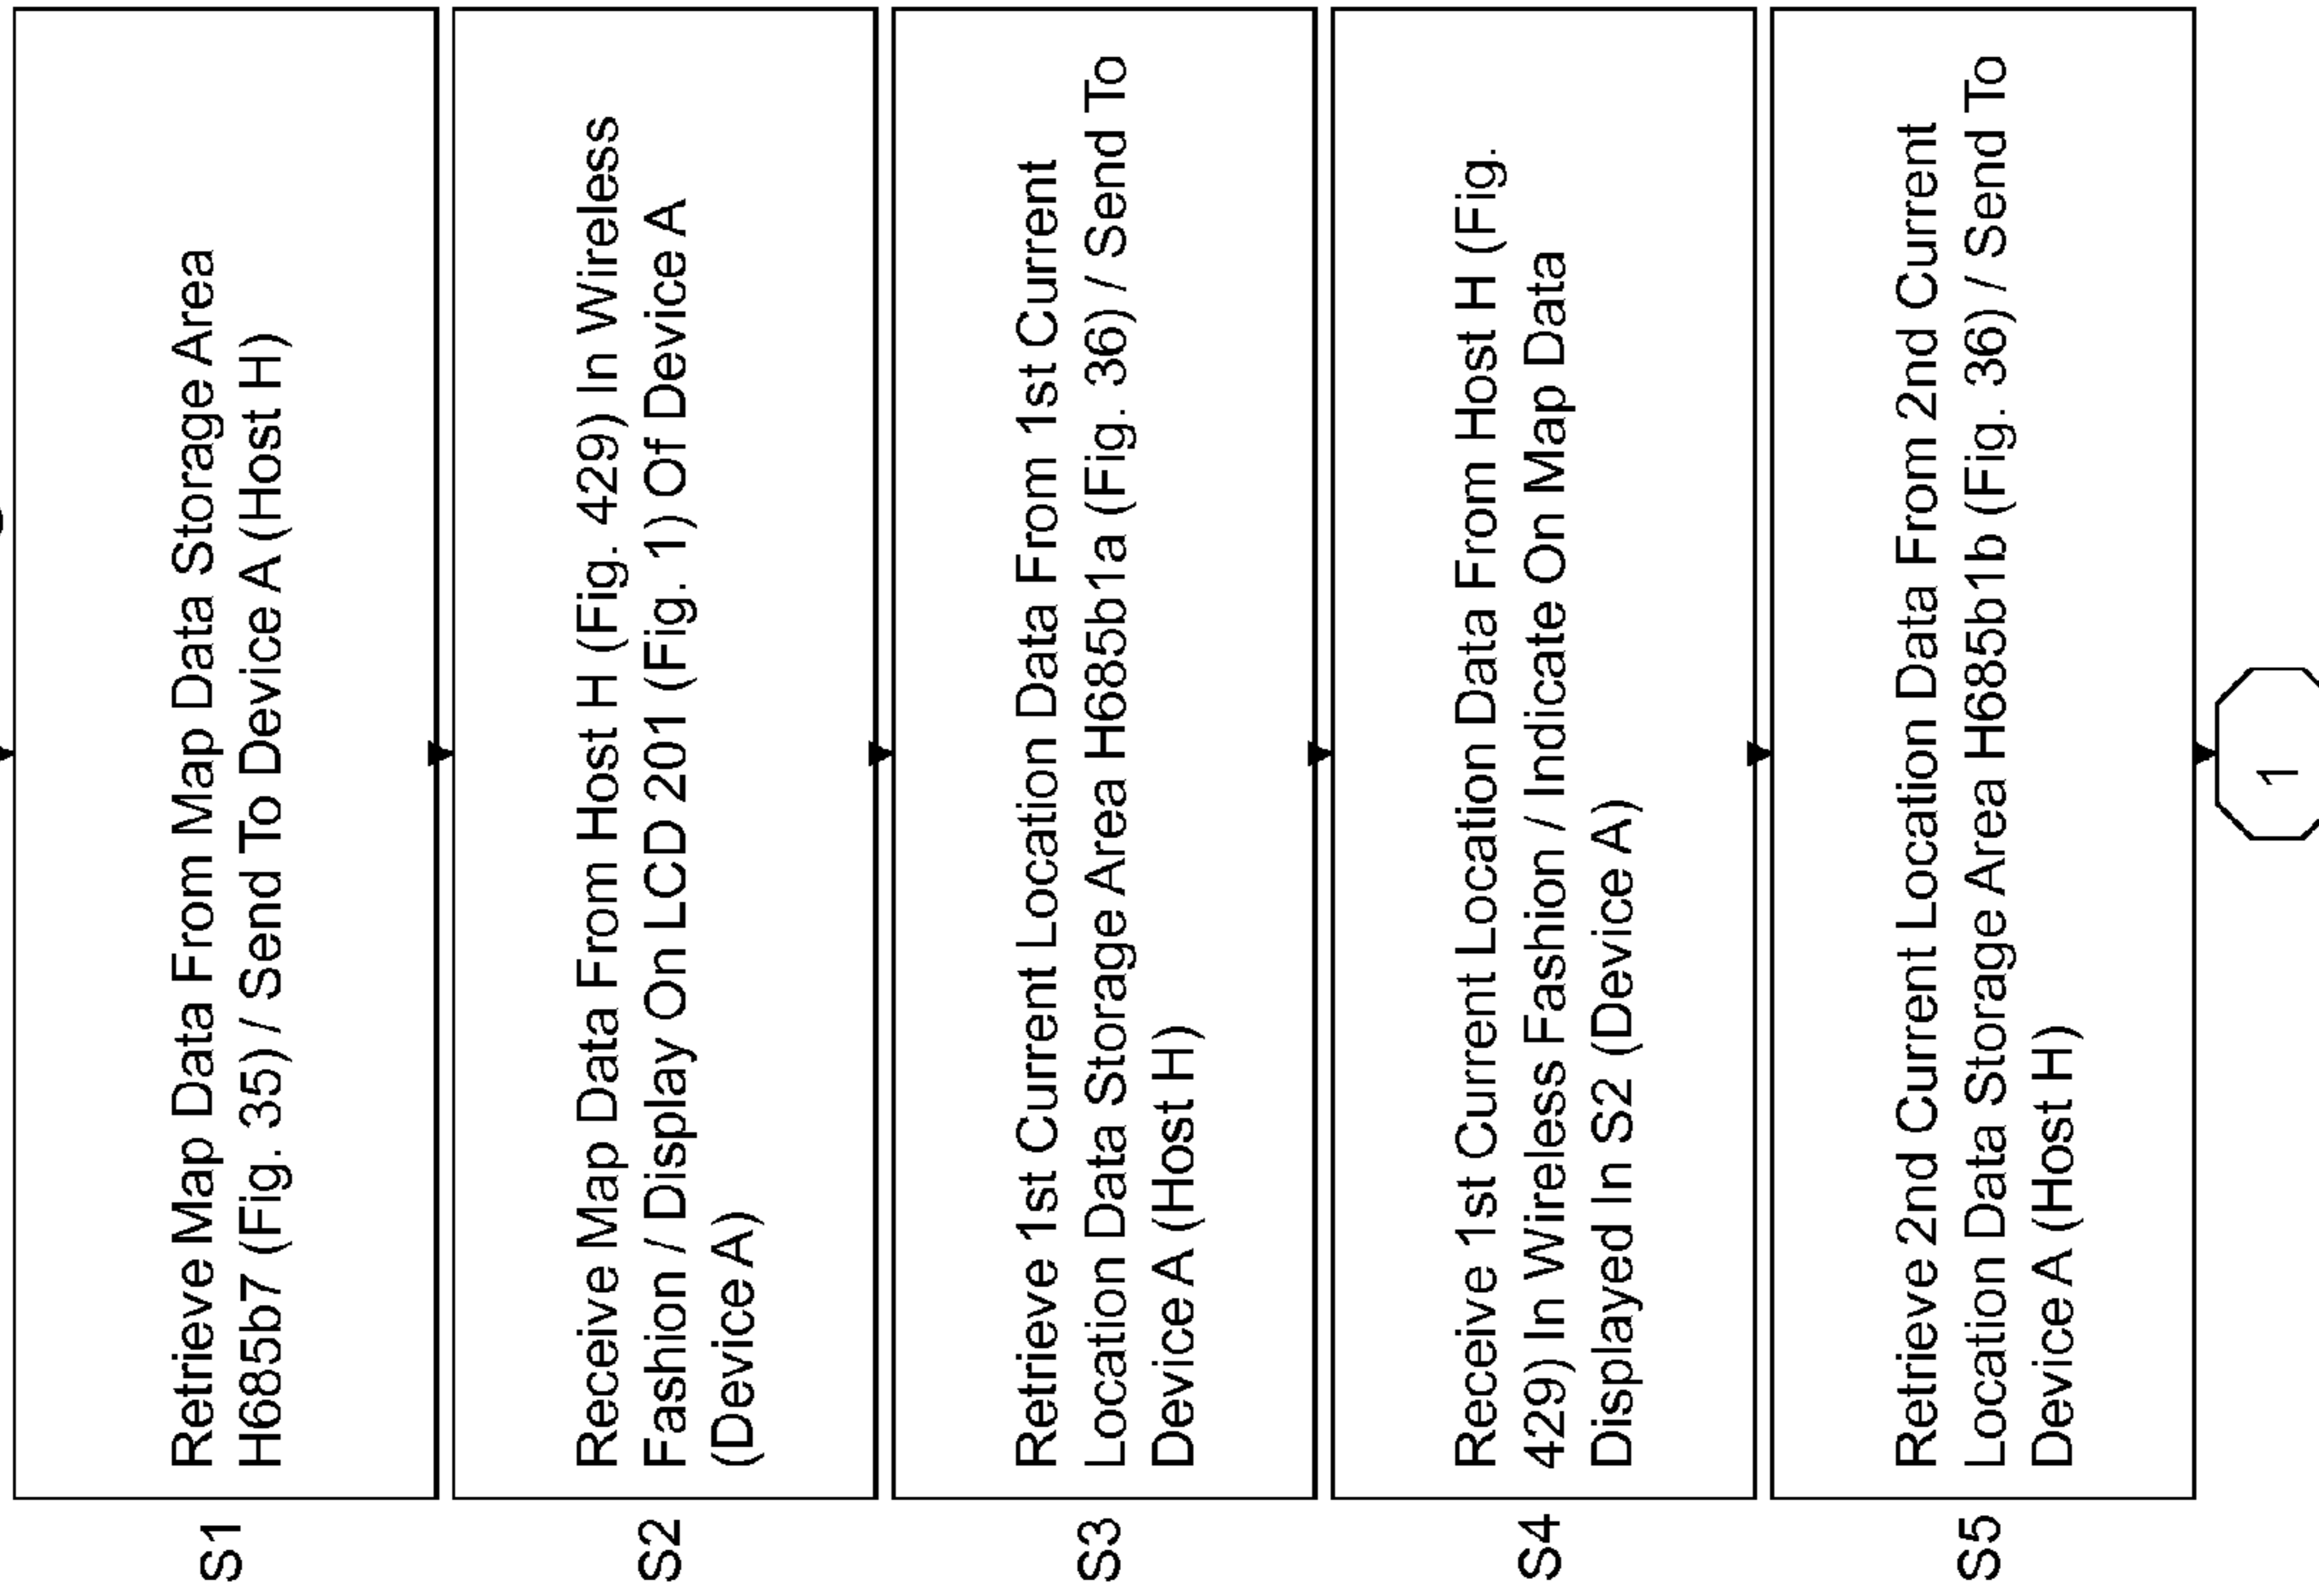 S1
Retrieve Map Data From Map Data Storage Area
H685b7 (Fig. 35) / Send To Device A (Host H)
S2
Receive Map Data From Host H (Fig. 429) In Wireless
Fashion / Display On LCD 201 (Fig. 1) Of Device A
(Device A)
S3
Retrieve 1st Current Location Data From 1st Current
Location Data Storage Area H685b1a (Fig. 36) / Send To
Device A (Host H)
S4
Receive 1st Current Location Data From Host H (Fig.
429) In Wireless Fashion / Indicate On Map Data
Displayed In S2 (Device A)
S5
Retrieve 2nd Current Location Data From 2nd Current
Location Data Storage Area H685b1b (Fig. 36) / Send To
Device A (Host H)
1